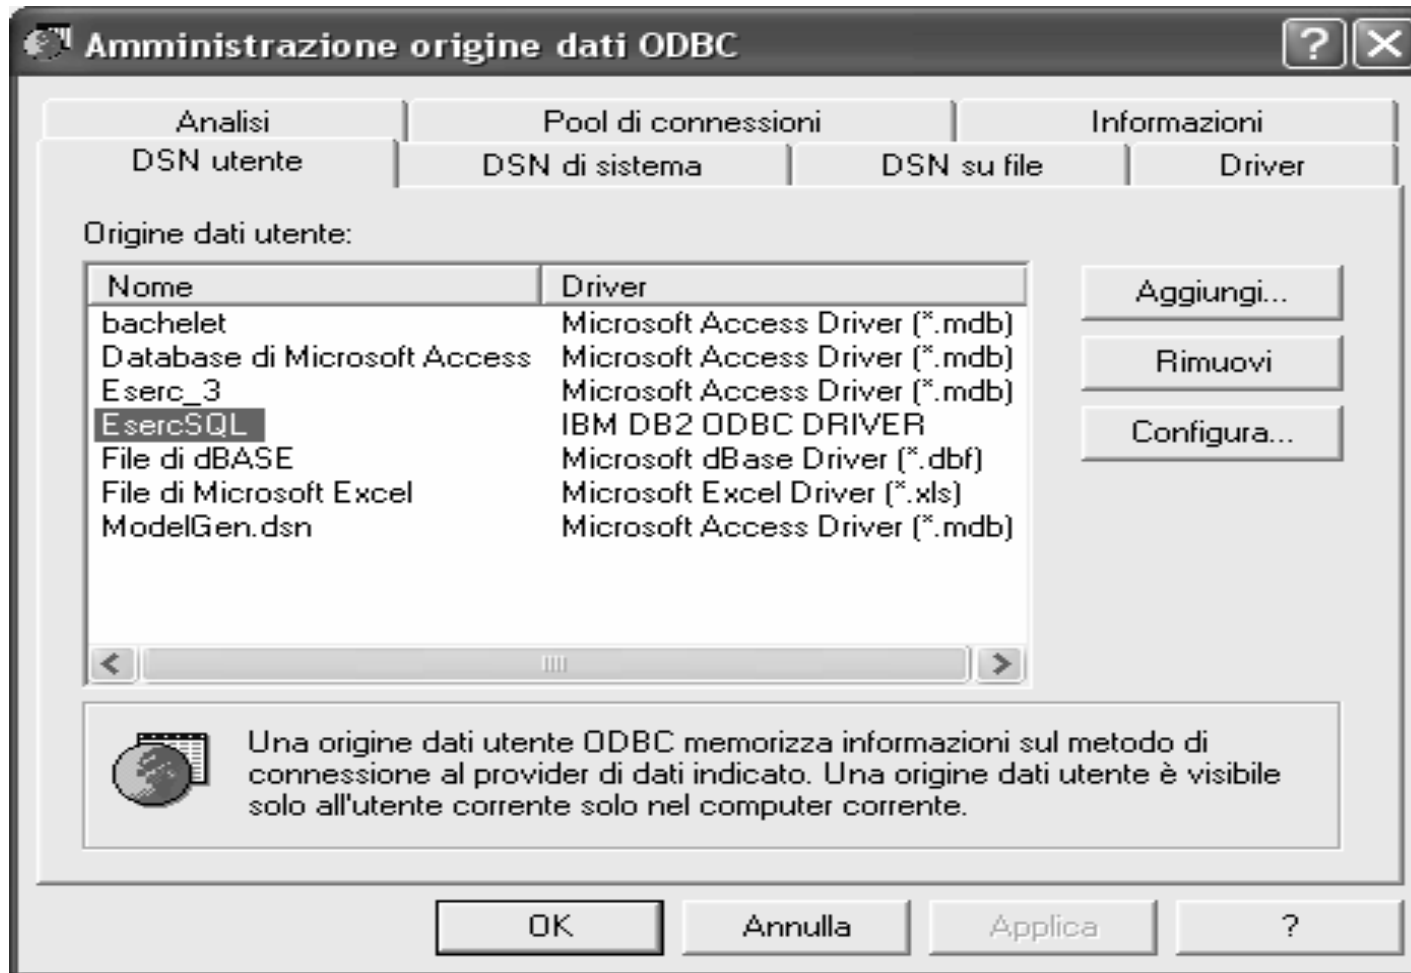 Amministrazione origine dati ODBC
Analisi Pool di connessioni Informazioni
DSN utente DSN di sistema DSN su file Driver
Origine dati utente:
Nome Driver
bachelet Microsoft Access Driver (*.mdb)
Database di Microsoft Access Microsoft Access Driver (*.mdb)
Eserc_3 Microsoft Access Driver (*.mdb)
EsercSQL IBM DB2 ODBC DRIVER
File di dBASE Microsoft dBase Driver (*.dbf)
File di Microsoft Excel Microsoft Excel Driver (*.xls)
ModelGen.dsn Microsoft Access Driver (*.mdb)
Aggiungi...
Rimuovi
Configura...
Una origine dati utente ODBC memorizza informazioni sul metodo di
connessione al provider di dati indicato. Una origine dati utente è visibile
solo all'utente corrente solo nel computer corrente.
OK Annulla Applica ?